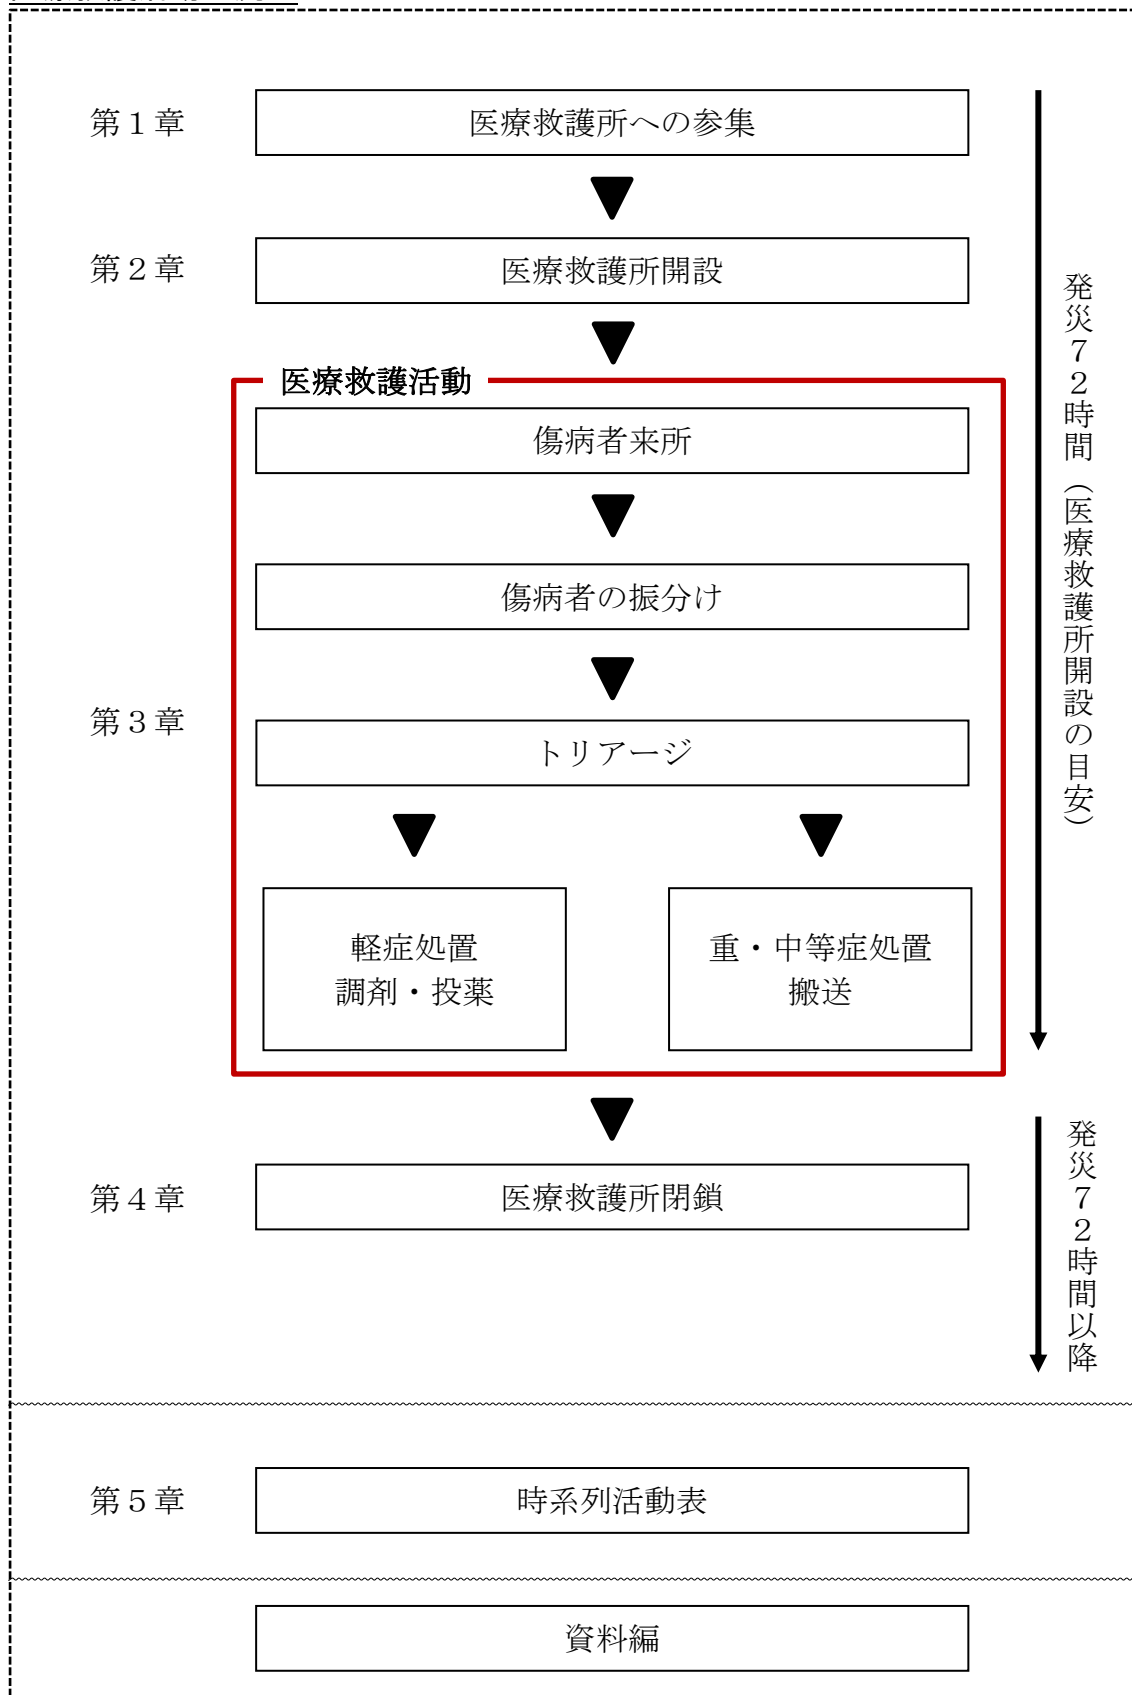 第１章
医療救護所への参集
第２章
医療救護所開設
医療救護活動
傷病者来所
傷病者の振分け
第３章
トリアージ
軽症処置
調剤・投薬
重・中等症処置
搬送
発災７２時間（医療救護所開設の目安）
第４章
医療救護所閉鎖
発災７２時間以降
第５章
時系列活動表
資料編